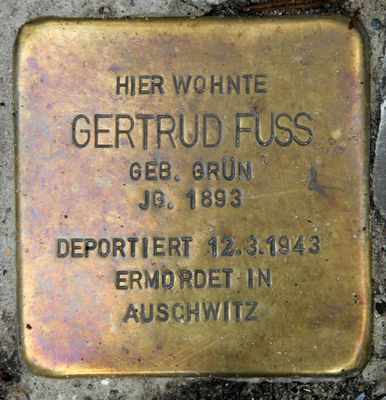 HIER WOHNTE
GERTRUD FUSS
GEB. GRÜN
JG. 1893
DEPORTIERT 12.3.1943
ERMORDET IN
AUSCHWITZ